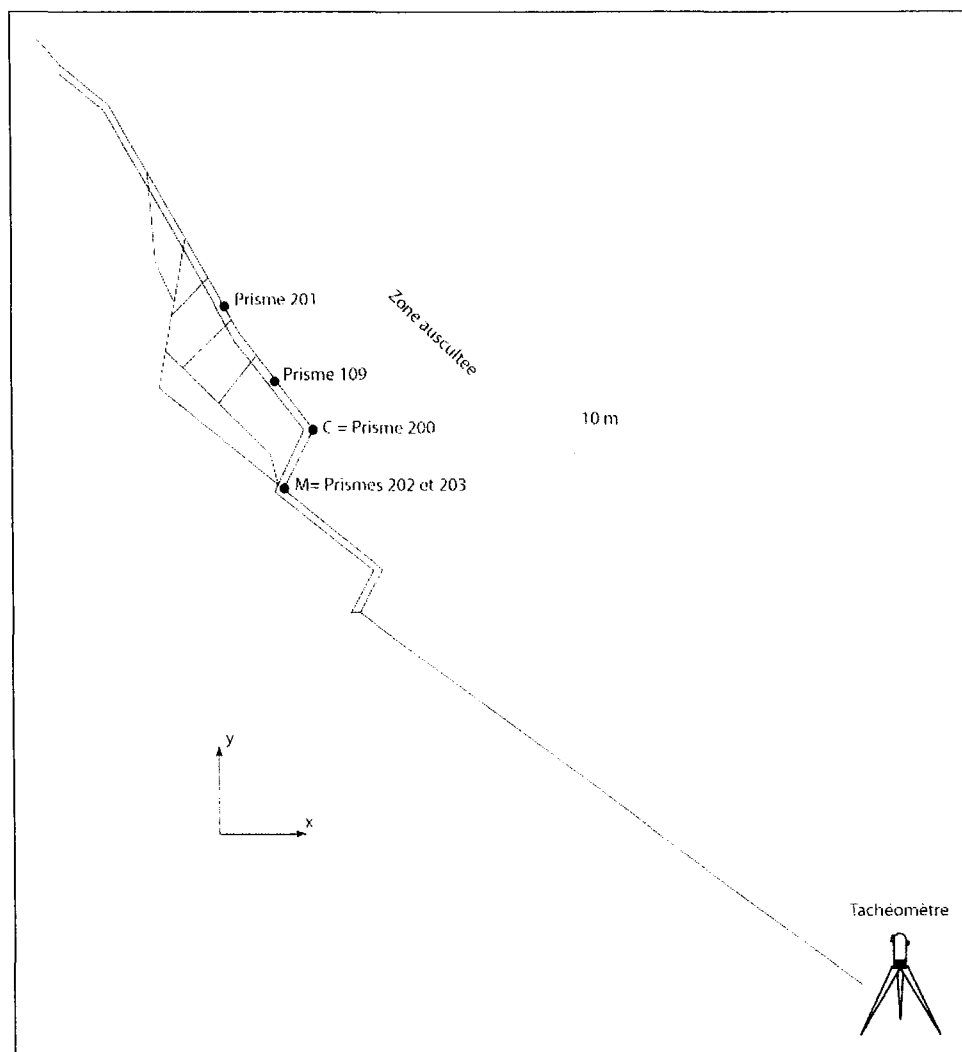 Prisme 201
Zone auscultee
Prisme 109
10 m
C = Prisme 200
M= Prismes 202 et 203
y
x
Tachéomètre